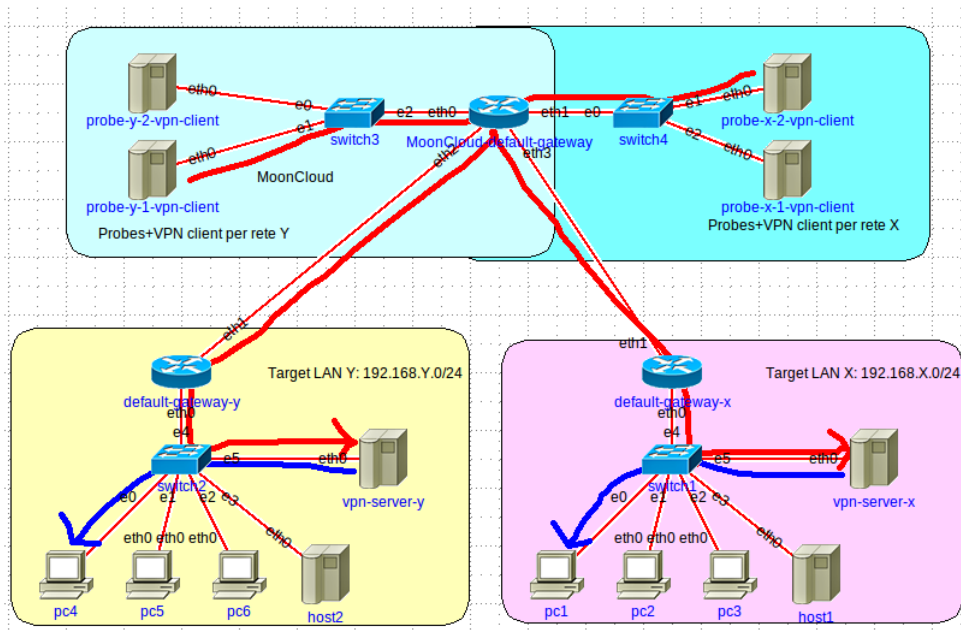 eth0
e0
e2
eth0
eth1
e0
e1
eth0
probe-y-2-vpn-client
e1
switch3
MoonCloud-default-gateway
switch4
probe-x-2-vpn-client
eth0
eth2
eth3
e2
eth0
MoonCloud
probe-y-1-vpn-client
probe-x-1-vpn-client
Probes+VPN client per rete Y
Probes+VPN client per rete X
eth1
eth1
Target LAN Y: 192.168.Y.0/24
Target LAN X: 192.168.X.0/24
default-gateway-y
default-gateway-x
eth0
eth0
e4
e4
e5
eth0
e5
eth0
switch2
switch1
vpn-server-y
vpn-server-x
e0
e1
e2
e3
e0
e1
e2
e3
eth0
eth0
eth0
eth0
eth0
eth0
eth0
eth0
pc4
pc5
pc6
host2
pc1
pc2
pc3
host1